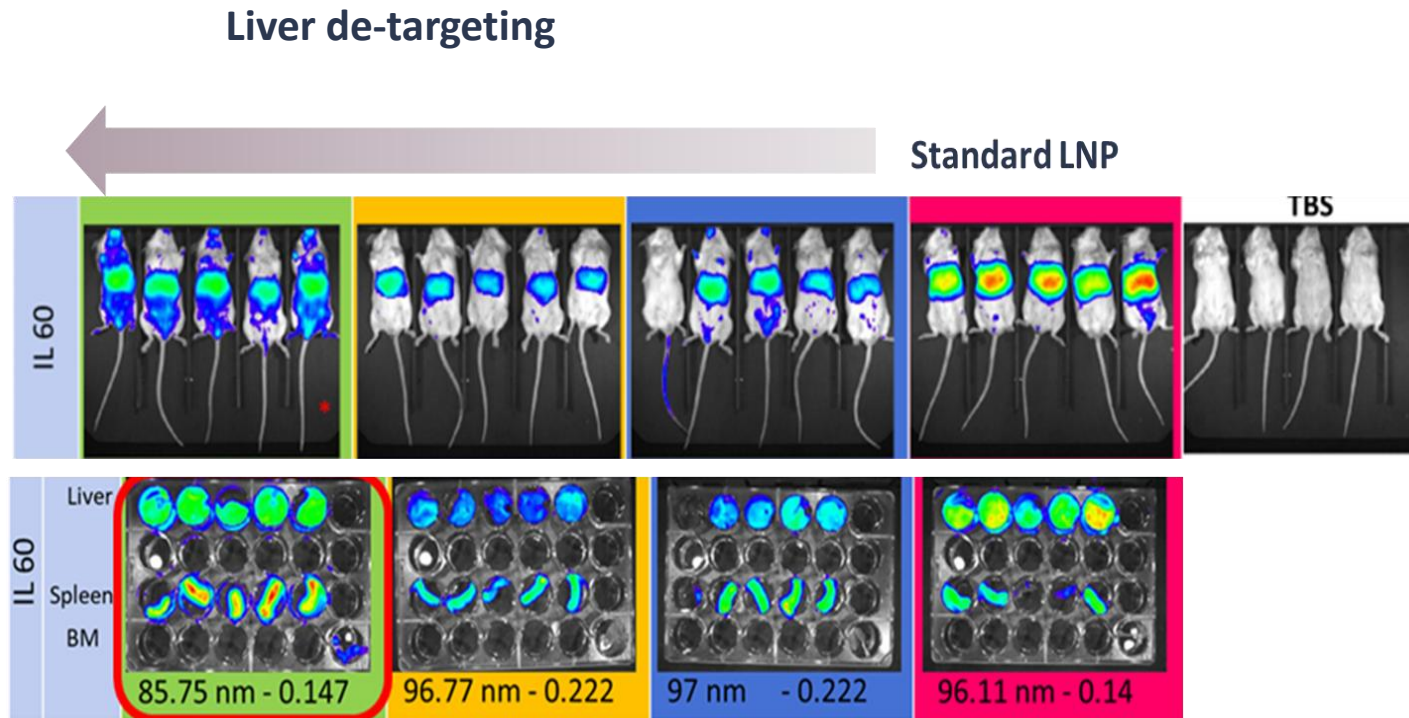 Liver de-targeting
Standard LNP
TBS
IL 60
*
IL 60
Liver
Spleen
BM
85.75 nm - 0.147
96.77 nm - 0.222
97 nm - 0.222
96.11 nm - 0.14